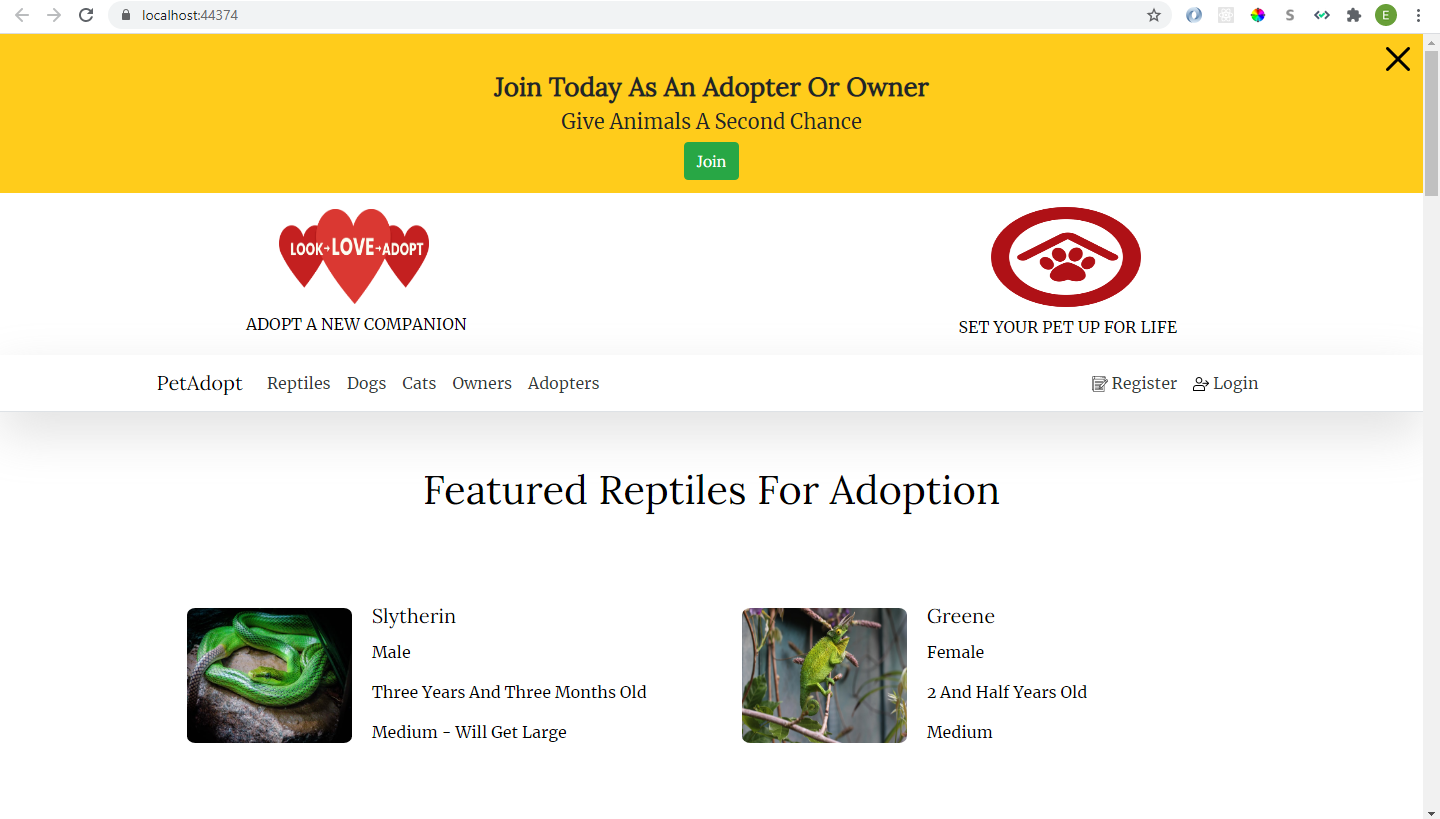 localhost:44374
S
E
Join Today As An Adopter Or Owner
Give Animals A Second Chance
Join
LOOK→LOVE→ADOPT
ADOPT A NEW COMPANION
SET YOUR PET UP FOR LIFE
PetAdopt Reptiles Dogs Cats Owners Adopters Register Login
Featured Reptiles For Adoption
Slytherin
Male
Three Years And Three Months Old
Medium - Will Get Large
Greene
Female
2 And Half Years Old
Medium